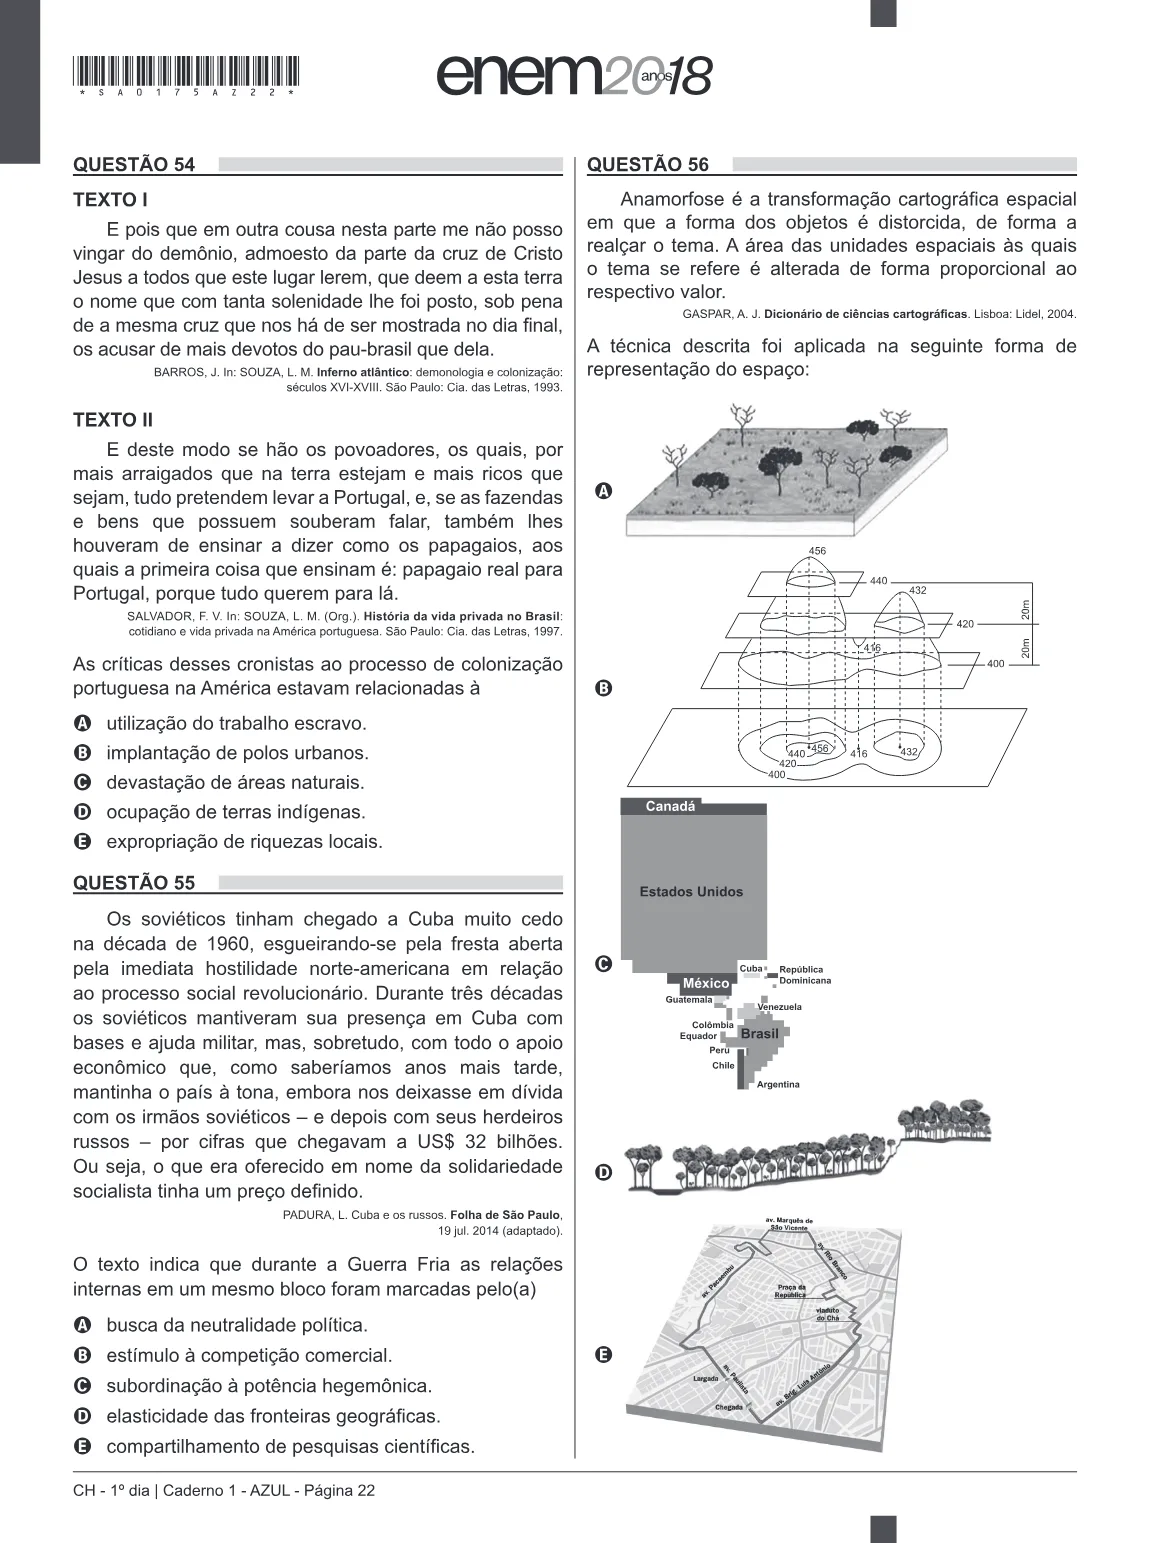 *SA0175AZ22*
enem20anos18
QUESTÃO 54
TEXTO I
E pois que em outra cousa nesta parte me não posso
vingar do demônio, admoesto da parte da cruz de Cristo
Jesus a todos que este lugar lerem, que deem a esta terra
o nome que com tanta solenidade lhe foi posto, sob pena
de a mesma cruz que nos há de ser mostrada no dia final,
os acusar de mais devotos do pau-brasil que dela.
BARROS, J. In: SOUZA, L. M. Inferno atlântico: demonologia e colonização:
séculos XVI-XVIII. São Paulo: Cia. das Letras, 1993.
TEXTO II
E deste modo se hão os povoadores, os quais, por
mais arraigados que na terra estejam e mais ricos que
sejam, tudo pretendem levar a Portugal, e, se as fazendas
e bens que possuem souberam falar, também lhes
houveram de ensinar a dizer como os papagaios, aos
quais a primeira coisa que ensinam é: papagaio real para
Portugal, porque tudo querem para lá.
SALVADOR, F. V. In: SOUZA, L. M. (Org.). História da vida privada no Brasil:
cotidiano e vida privada na América portuguesa. São Paulo: Cia. das Letras, 1997.
As críticas desses cronistas ao processo de colonização
portuguesa na América estavam relacionadas à
A utilização do trabalho escravo.
B implantação de polos urbanos.
C devastação de áreas naturais.
D ocupação de terras indígenas.
E expropriação de riquezas locais.
QUESTÃO 55
Os soviéticos tinham chegado a Cuba muito cedo
na década de 1960, esgueirando-se pela fresta aberta
pela imediata hostilidade norte-americana em relação
ao processo social revolucionário. Durante três décadas
os soviéticos mantiveram sua presença em Cuba com
bases e ajuda militar, mas, sobretudo, com todo o apoio
econômico que, como saberíamos anos mais tarde,
mantinha o país à tona, embora nos deixasse em dívida
com os irmãos soviéticos – e depois com seus herdeiros
russos – por cifras que chegavam a US$ 32 bilhões.
Ou seja, o que era oferecido em nome da solidariedade
socialista tinha um preço definido.
PADURA, L. Cuba e os russos. Folha de São Paulo,
19 jul. 2014 (adaptado).
O texto indica que durante a Guerra Fria as relações
internas em um mesmo bloco foram marcadas pelo(a)
A busca da neutralidade política.
B estímulo à competição comercial.
C subordinação à potência hegemônica.
D elasticidade das fronteiras geográficas.
E compartilhamento de pesquisas científicas.
QUESTÃO 56
Anamorfose é a transformação cartográfica espacial
em que a forma dos objetos é distorcida, de forma a
realçar o tema. A área das unidades espaciais às quais
o tema se refere é alterada de forma proporcional ao
respectivo valor.
GASPAR, A. J. Dicionário de ciências cartográficas. Lisboa: Lidel, 2004.
A técnica descrita foi aplicada na seguinte forma de
representação do espaço:
A
B
456
440
432
20m
420
416
20m
400
440 456 416 432
420
400
C
Canadá
Estados Unidos
Cuba República
México Dominicana
Guatemala
Venezuela
Colômbia
Equador Brasil
Peru
Chile
Argentina
D
E
av. Marquês de
São Vicente
av. Rio Branco
av. Pacaembu
Praça da
República
viaduto
do Chá
Largada
av. Paulista
av. Brig. Luís Antônio
Chegada
CH - 1º dia | Caderno 1 - AZUL - Página 22